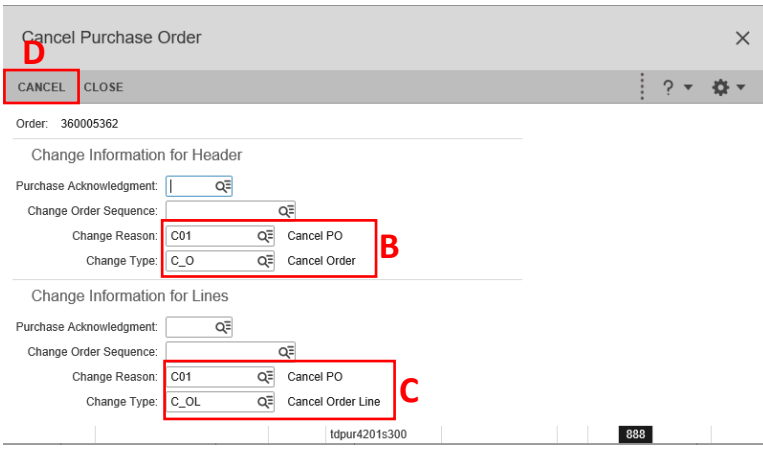 Cancel Purchase Order
D
CANCEL CLOSE ?
Order: 360005362
Change Information for Header
Purchase Acknowledgment:
Change Order Sequence:
Change Reason: C01 Cancel PO
B
Change Type: C_O Cancel Order
Change Information for Lines
Purchase Acknowledgment:
Change Order Sequence:
Change Reason: C01 Cancel PO
C
Change Type: C_OL Cancel Order Line
tdpur4201s300 888